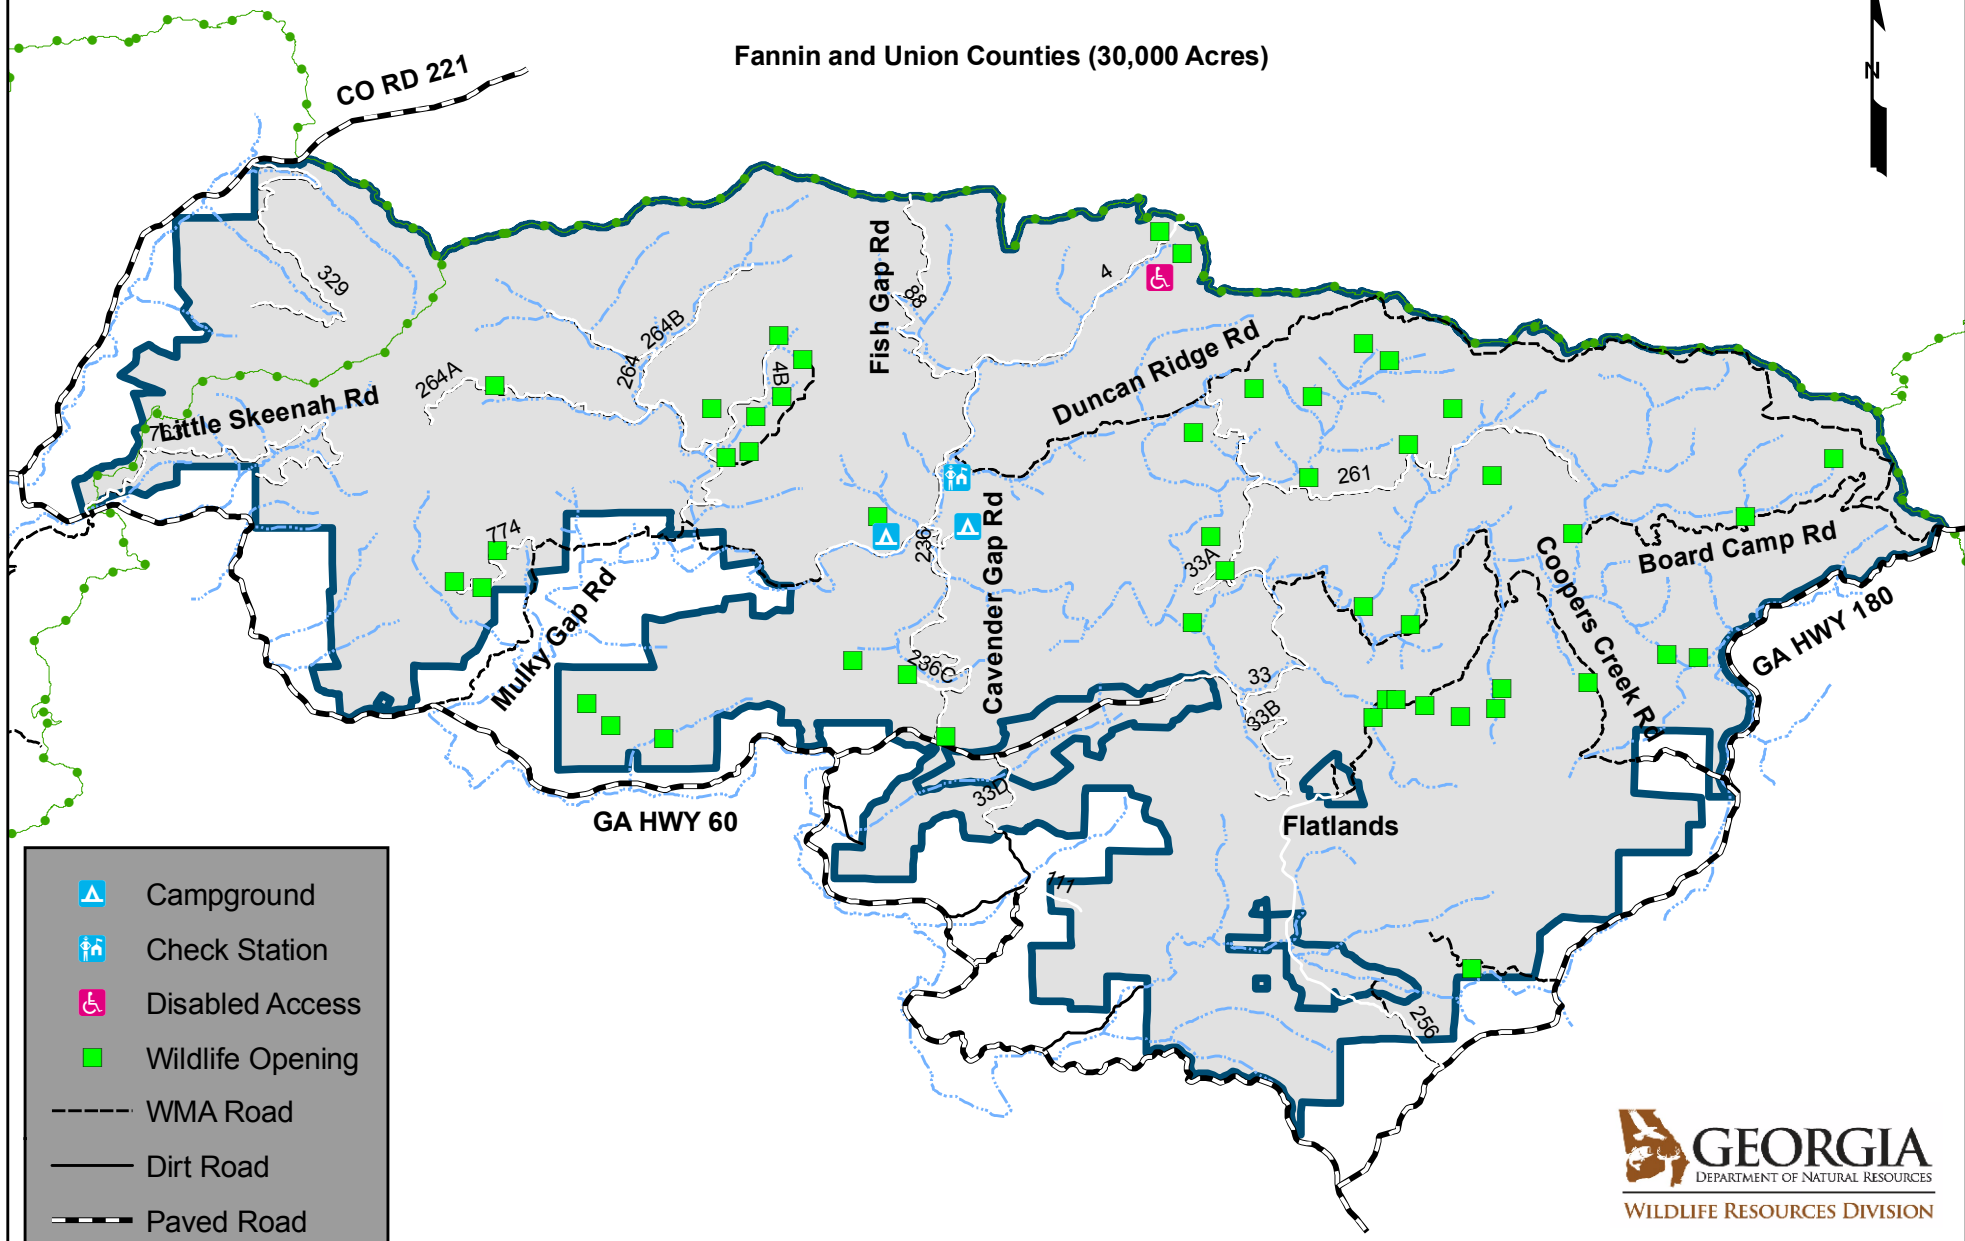 Fannin and Union Counties (30,000 Acres)
N
CO RD 221
329
Fish Gap Rd
88
4
264B
264
264A
4B
Duncan Ridge Rd
Little Skeenah Rd
763
261
774
236
Cavender Gap Rd
33A
Coopers Creek Rd
Board Camp Rd
GA HWY 180
Mulky Gap Rd
236C
33
33B
33D
GA HWY 60
Flatlands
111
256
Campground
Check Station
Disabled Access
Wildlife Opening
WMA Road
Dirt Road
Paved Road
GEORGIA
DEPARTMENT OF NATURAL RESOURCES
WILDLIFE RESOURCES DIVISION